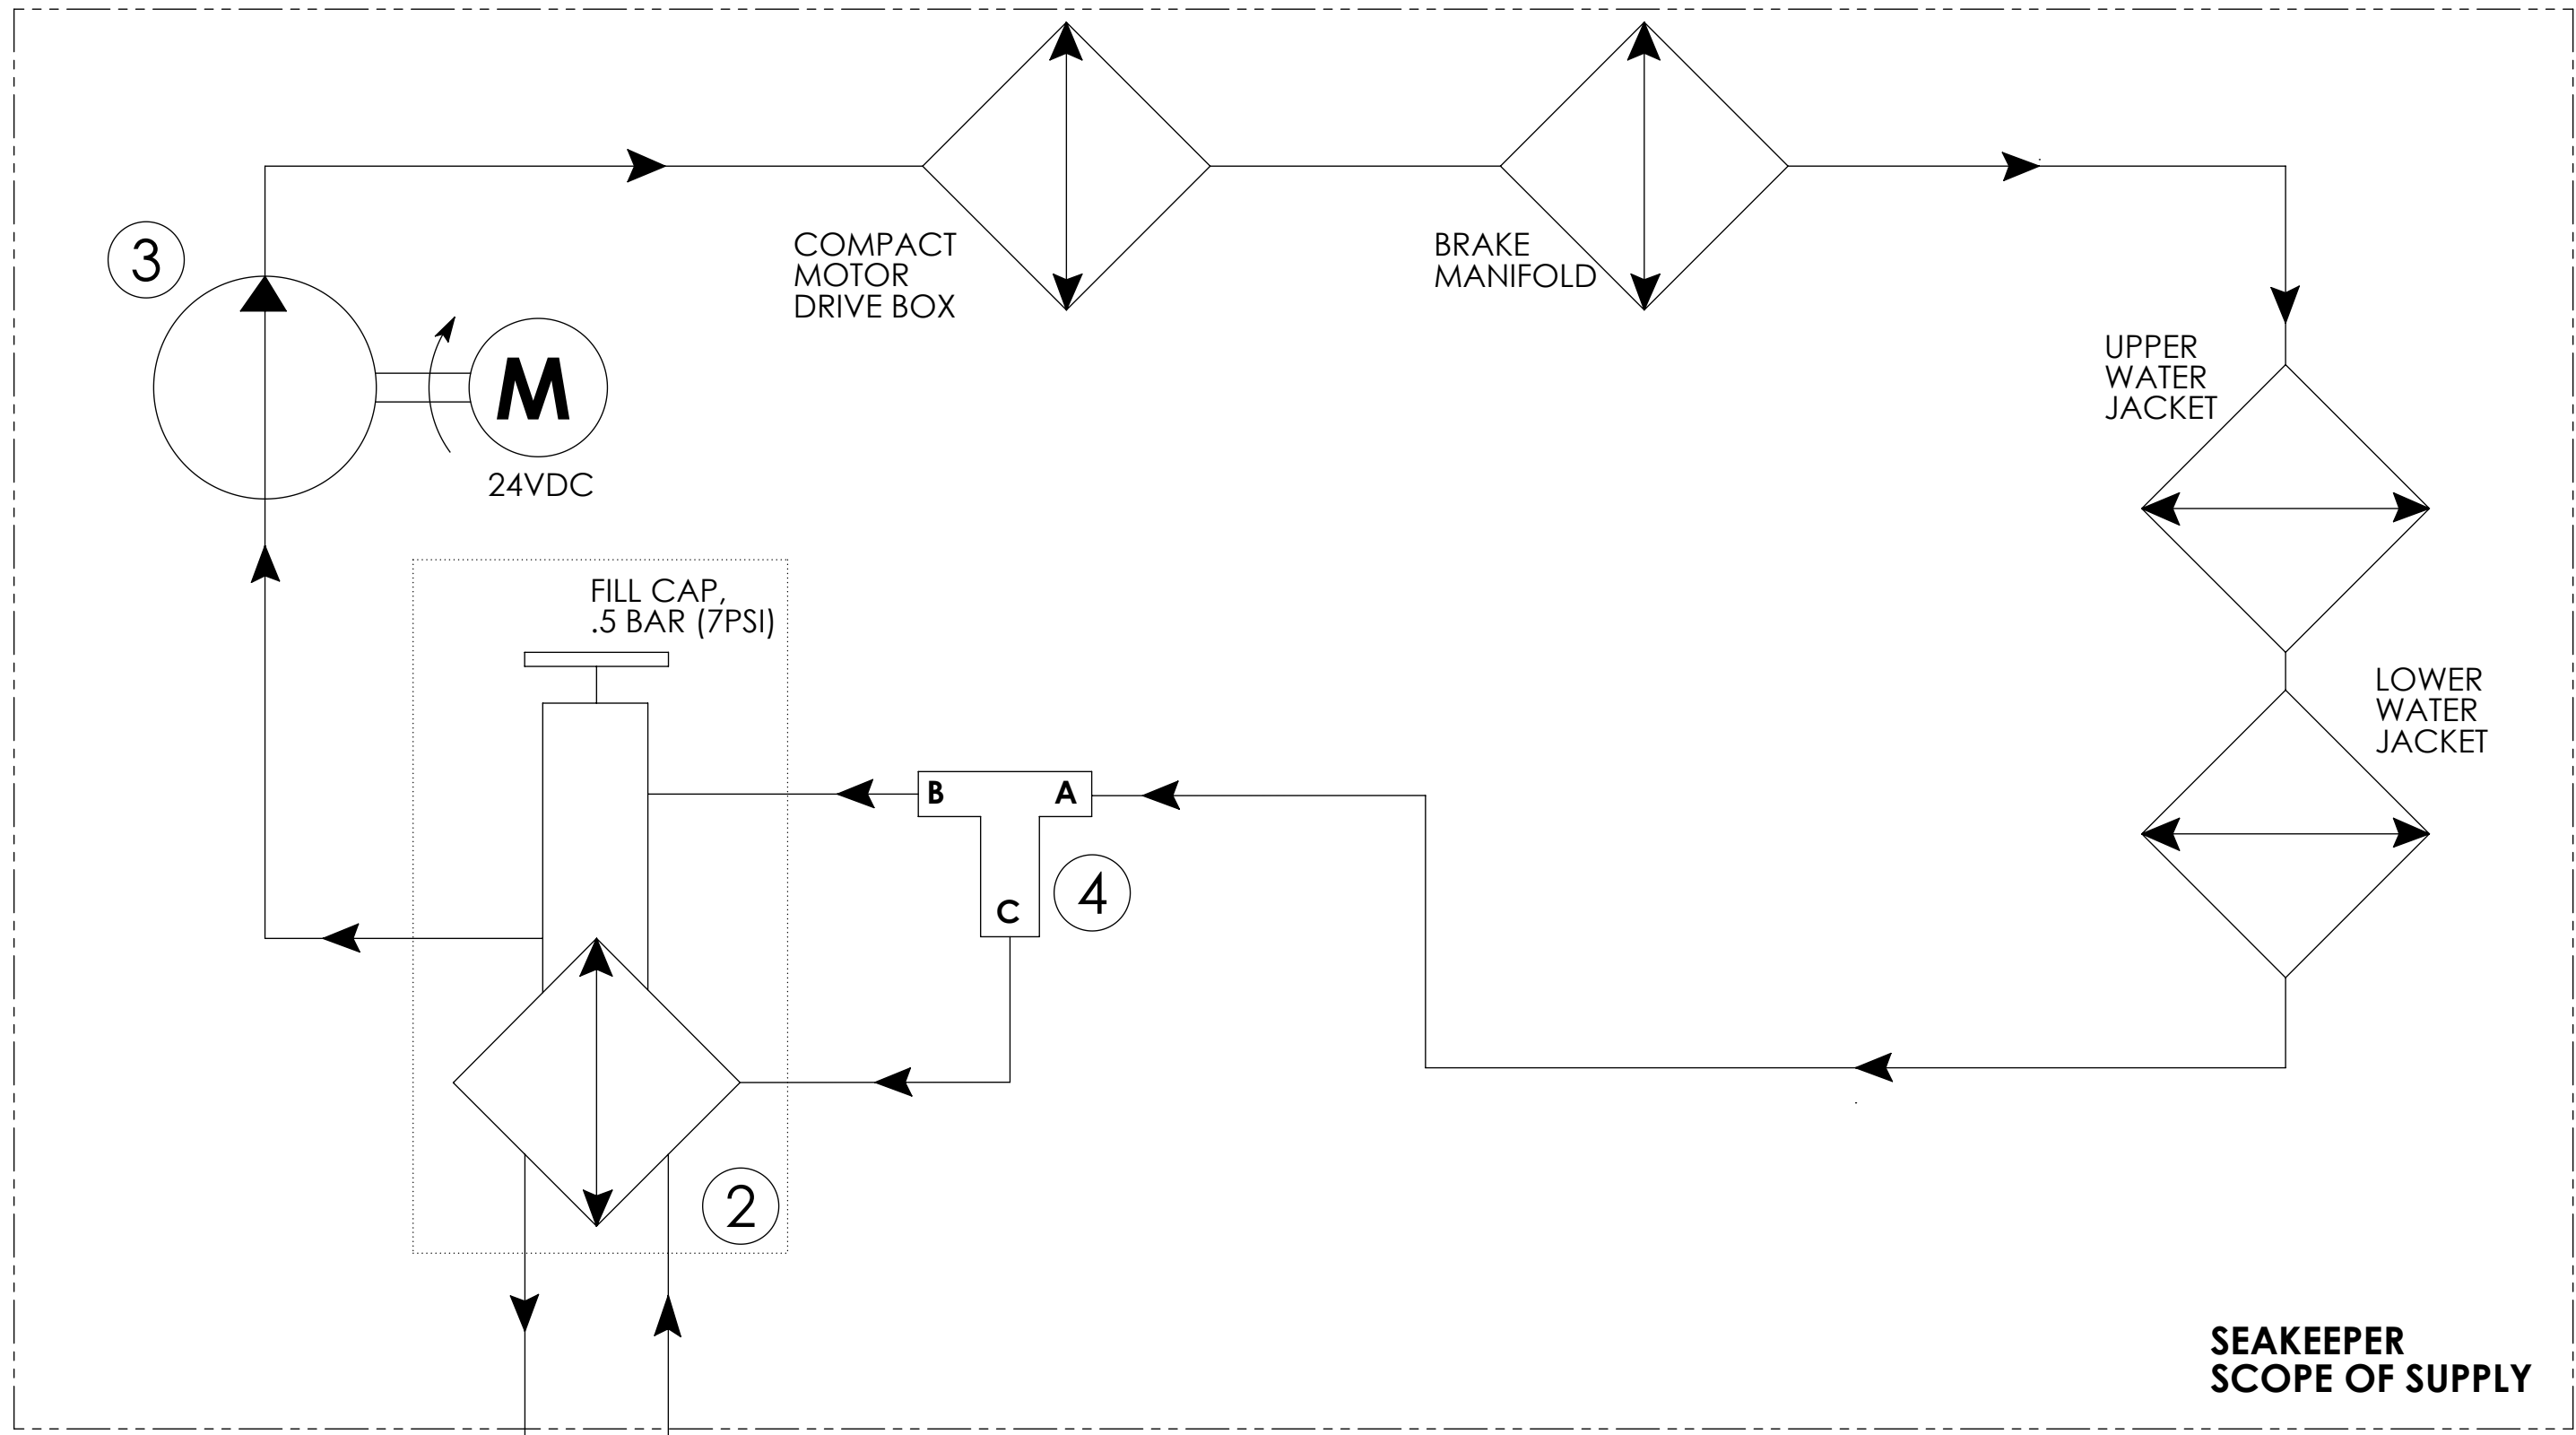 3
COMPACT
MOTOR
DRIVE BOX
BRAKE
MANIFOLD
M
24VDC
UPPER
WATER
JACKET
FILL CAP,
.5 BAR (7PSI)
LOWER
WATER
JACKET
B A
C
4
2
SEAKEEPER
SCOPE OF SUPPLY